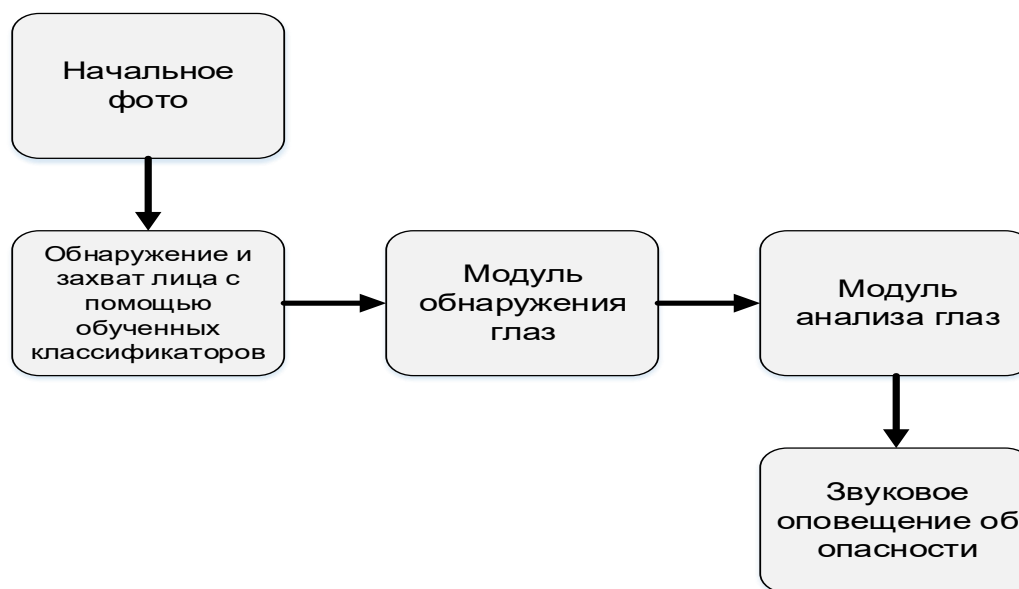 Начальное
фото
Обнаружение и
захват лица с
помощью
обученных
классификаторов
Модуль
обнаружения
глаз
Модуль
анализа глаз
Звуковое
оповещение об
опасности